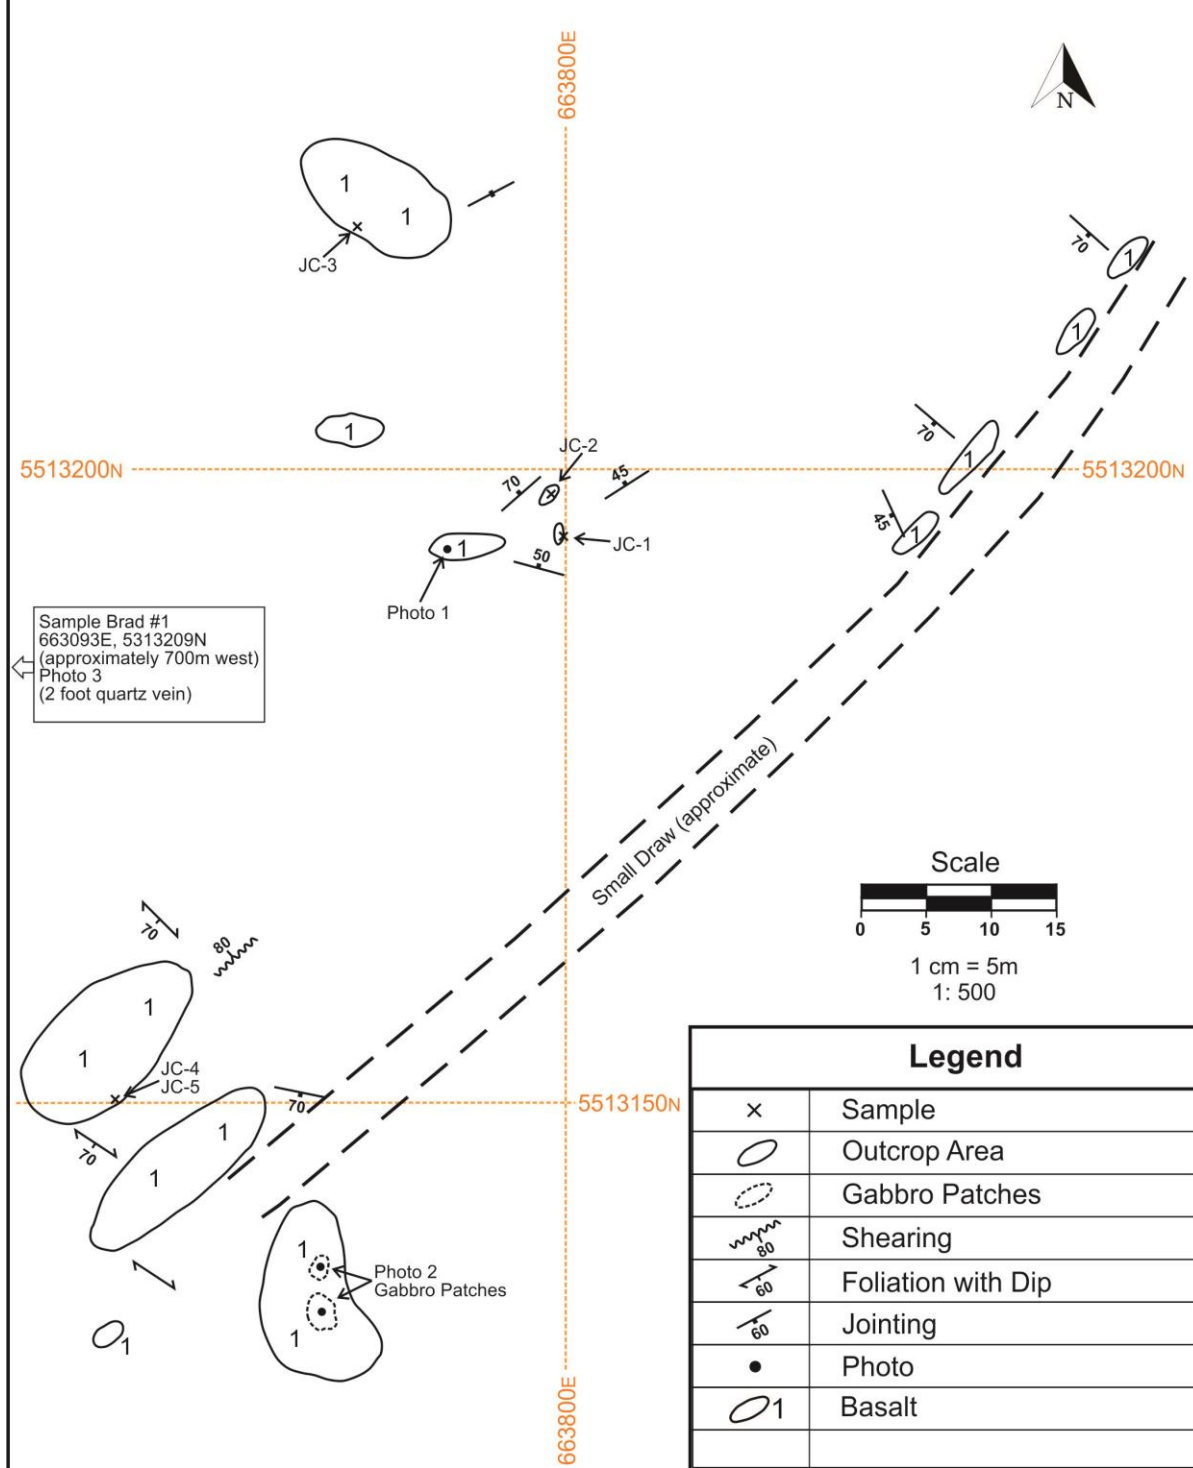 663800E
N
1
1
JC-3
70
1
1
1
70
JC-2
5513200N
5513200N
70
45
1
45
1
JC-1
1
50
Photo 1
Sample Brad #1
663093E, 5313209N
(approximately 700m west)
Photo 3
(2 foot quartz vein)
Small Draw (approximate)
Scale
0 5 10 15
1 cm = 5m
1: 500
70
80
1
1
JC-4
JC-5
70
5513150N
70
1
1
1
Photo 2
Gabbro Patches
1
1
663800E
Legend
Sample
Outcrop Area
Gabbro Patches
80 Shearing
60 Foliation with Dip
60 Jointing
Photo
1 Basalt